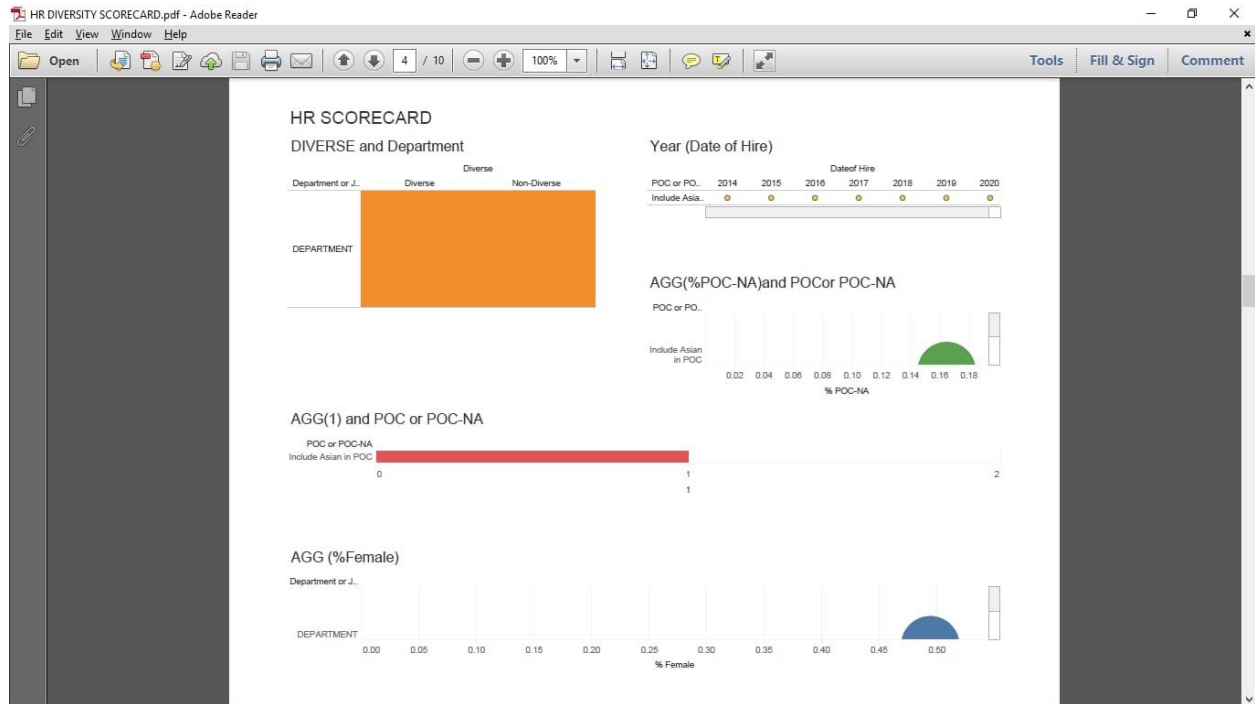 HR DIVERSITY SCORECARD.pdf - Adobe Reader
File Edit View Window Help
Open 4 / 10 100% Tools Fill & Sign Comment
HR SCORECARD
DIVERSE and Department
Diverse
Department or J.. Diverse Non-Diverse
DEPARTMENT
Year (Date of Hire)
Dateof Hire
POC or PO.. 2014 2015 2016 2017 2018 2019 2020
Include Asia..
AGG(%POC-NA)and POCor POC-NA
POC or PO..
Include Asian
in POC
0.02 0.04 0.06 0.08 0.10 0.12 0.14 0.16 0.18
% POC-NA
AGG(1) and POC or POC-NA
POC or POC-NA
Include Asian in POC
0 1 2
1
AGG (%Female)
Department or J..
DEPARTMENT
0.00 0.05 0.10 0.15 0.20 0.25 0.30 0.35 0.40 0.45 0.50
% Female